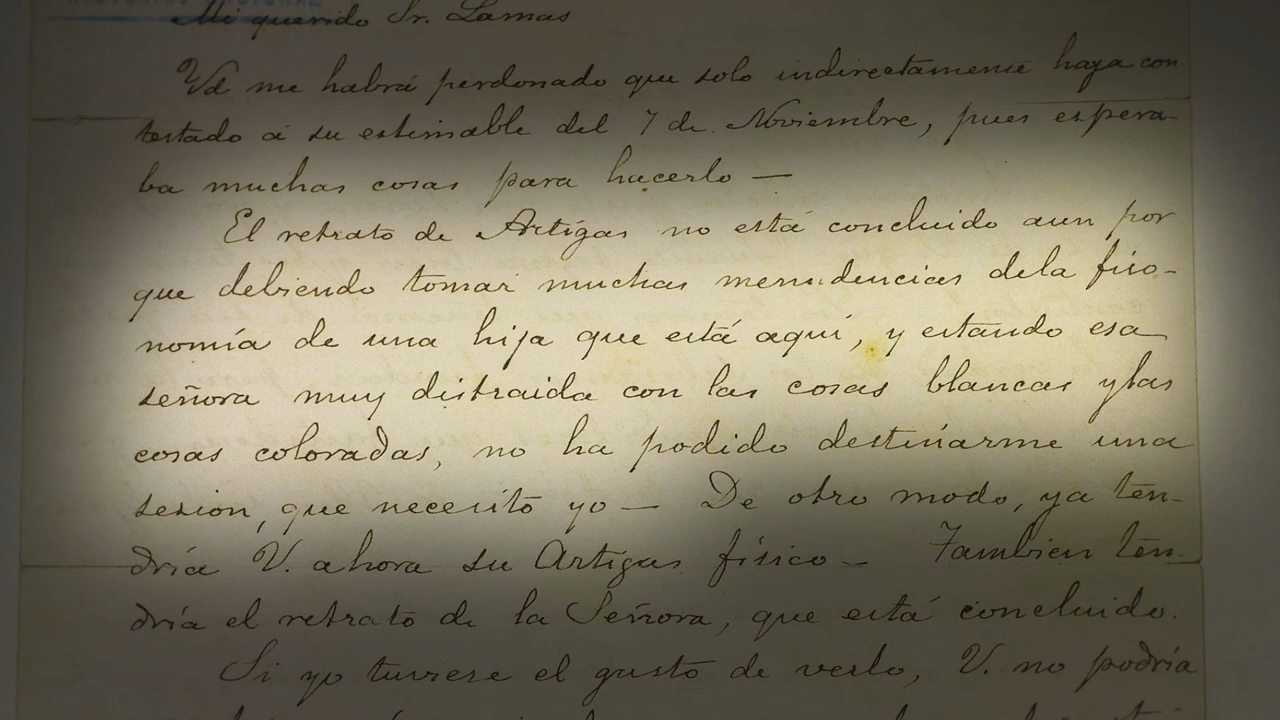 Mi querido Sr. Lamas
Vd me habrá perdonado que solo indirectamente haya con
testado á su estimable del 7 de Noviembre, pues espera-
ba muchas cosas para hacerlo —
El retrato de Artigas no está concluido aun por
que debiendo tomar muchas menudencias dela fiso-
nomía de una hija que está aquí, y estando esa
señora muy distraida con las cosas blancas y las
cosas coloradas, no ha podido destinarme una
sesion, que necesito yo — De otro modo, ya ten-
dría V. ahora su Artigas físico — Tambien ten-
dría el retrato de la Señora, que está concluido.
Si yo tuviese el gusto de verlo, V. no podría